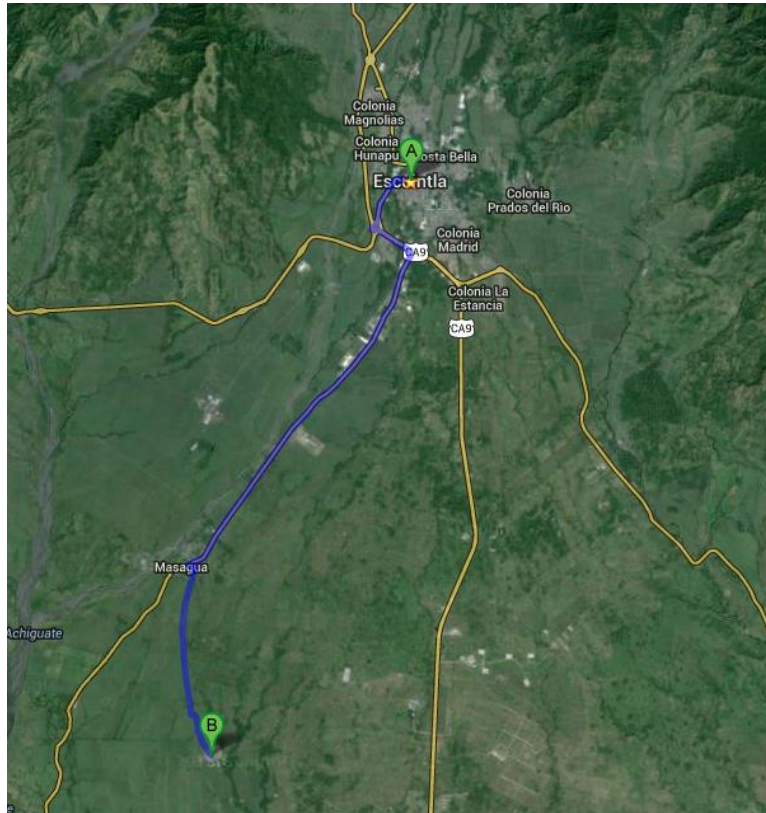 Colonia
Magnolias
Colonia
Hunapu
A
Costa Bella
Escuintla
Colonia
Prados del Rio
Colonia
Madrid
CA9
Colonia La
Estancia
CA9
Masagua
Achiguate
B